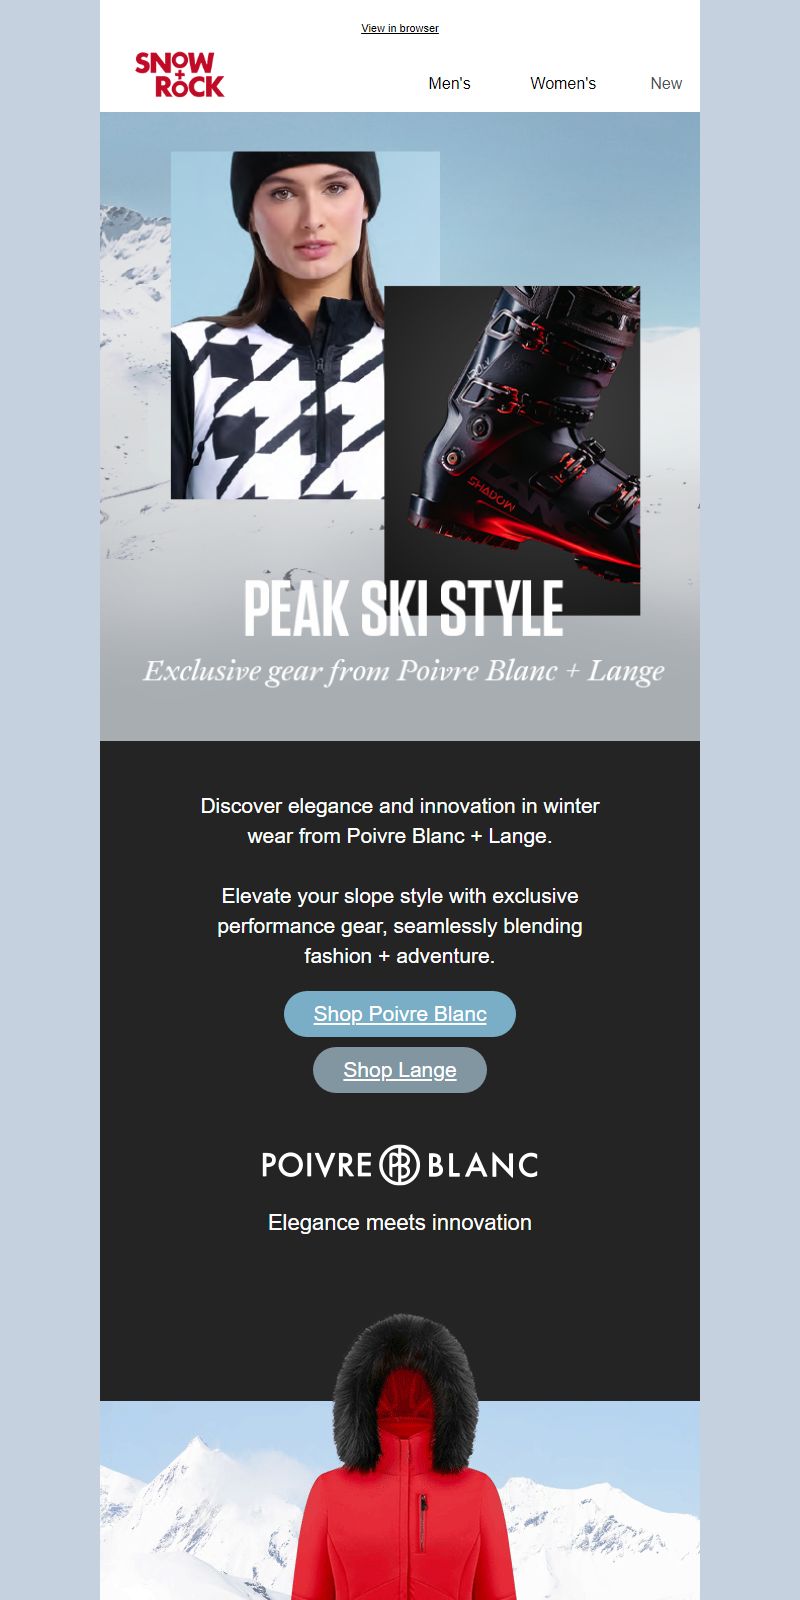 View in browser
SNOW
+
ROCK
Men's Women's New
LANGE
SHADOW
PEAK SKI STYLE
Exclusive gear from Poivre Blanc + Lange
Discover elegance and innovation in winter
wear from Poivre Blanc + Lange.
Elevate your slope style with exclusive
performance gear, seamlessly blending
fashion + adventure.
Shop Poivre Blanc
Shop Lange
POIVRE PB BLANC
Elegance meets innovation